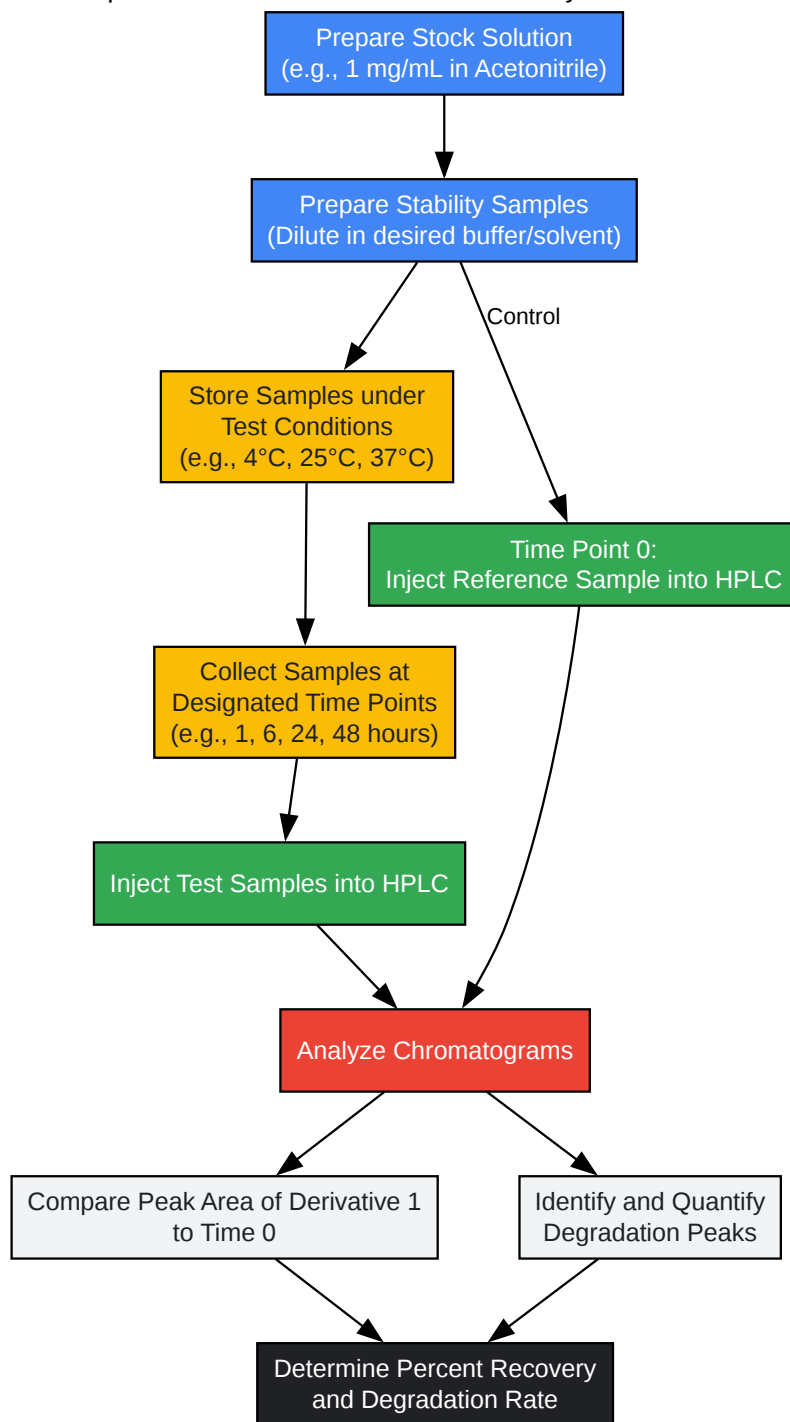 Prepare Stock Solution
(e.g., 1 mg/mL in Acetonitrile)
Prepare Stability Samples
(Dilute in desired buffer/solvent)
Control
Store Samples under
Test Conditions
(e.g., 4°C, 25°C, 37°C)
Time Point 0:
Inject Reference Sample into HPLC
Collect Samples at
Designated Time Points
(e.g., 1, 6, 24, 48 hours)
Inject Test Samples into HPLC
Analyze Chromatograms
Compare Peak Area of Derivative 1
to Time 0
Identify and Quantify
Degradation Peaks
Determine Percent Recovery
and Degradation Rate